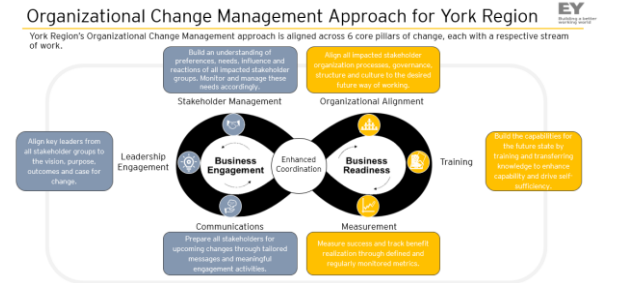 Organizational Change Management Approach for York Region
EY
Building a better
working world
York Region's Organizational Change Management approach is aligned across 6 core pillars of change, each with a respective stream
of work.
Build an understanding of
preferences, needs, influence and
reactions of all impacted stakeholder
groups. Monitor and manage these
needs accordingly.
Align all impacted stakeholder
organization processes, governance,
structure and culture to the desired
future way of working.
Stakeholder Management
Organizational Alignment
Align key leaders from
all stakeholder groups to
the vision, purpose,
outcomes and case for
change.
Leadership
Engagement
Business
Engagement
Enhanced
Coordination
Business
Readiness
Training
Build the capabilities for
the future state by
training and transferring
knowledge to enhance
capability and drive self-
sufficiency.
Communications
Measurement
Prepare all stakeholders for
upcoming changes through tailored
messages and meaningful
engagement activities.
Measure success and track benefit
realization through defined and
regularly monitored metrics.